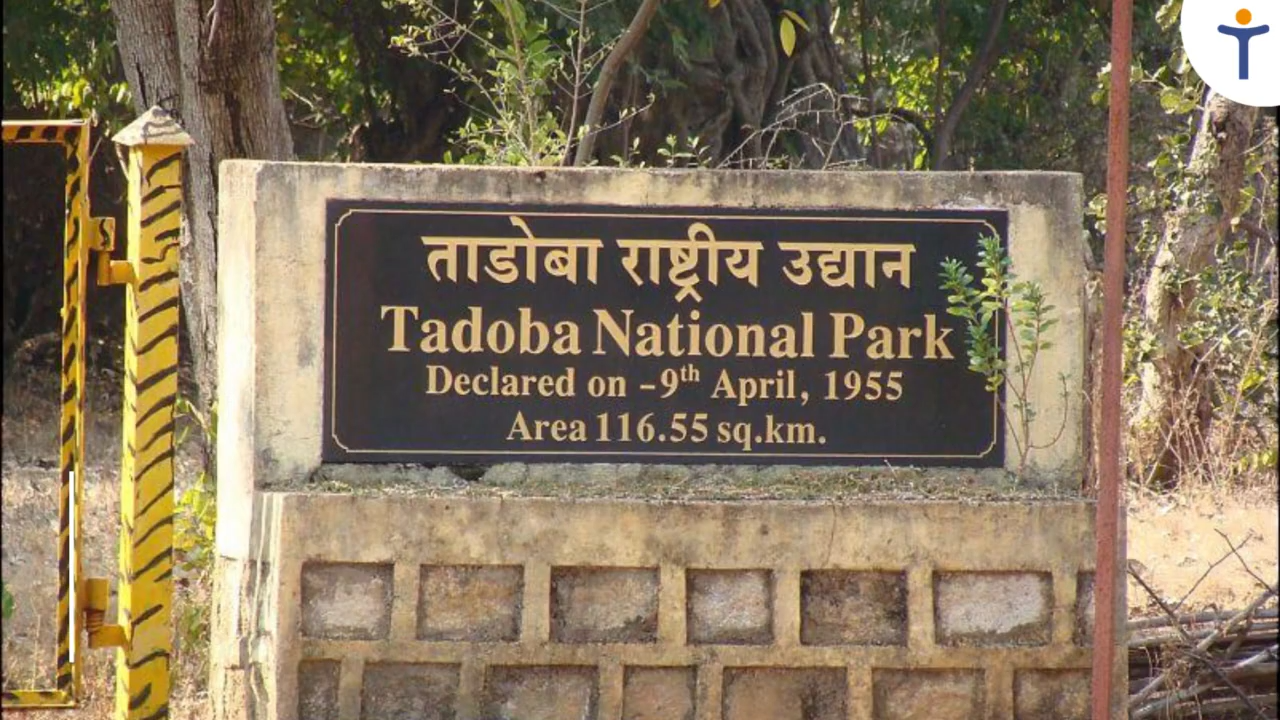 ताडोबा राष्ट्रीय उद्यान
Tadoba National Park
Declared on -9th April, 1955
Area 116.55 sq.km.